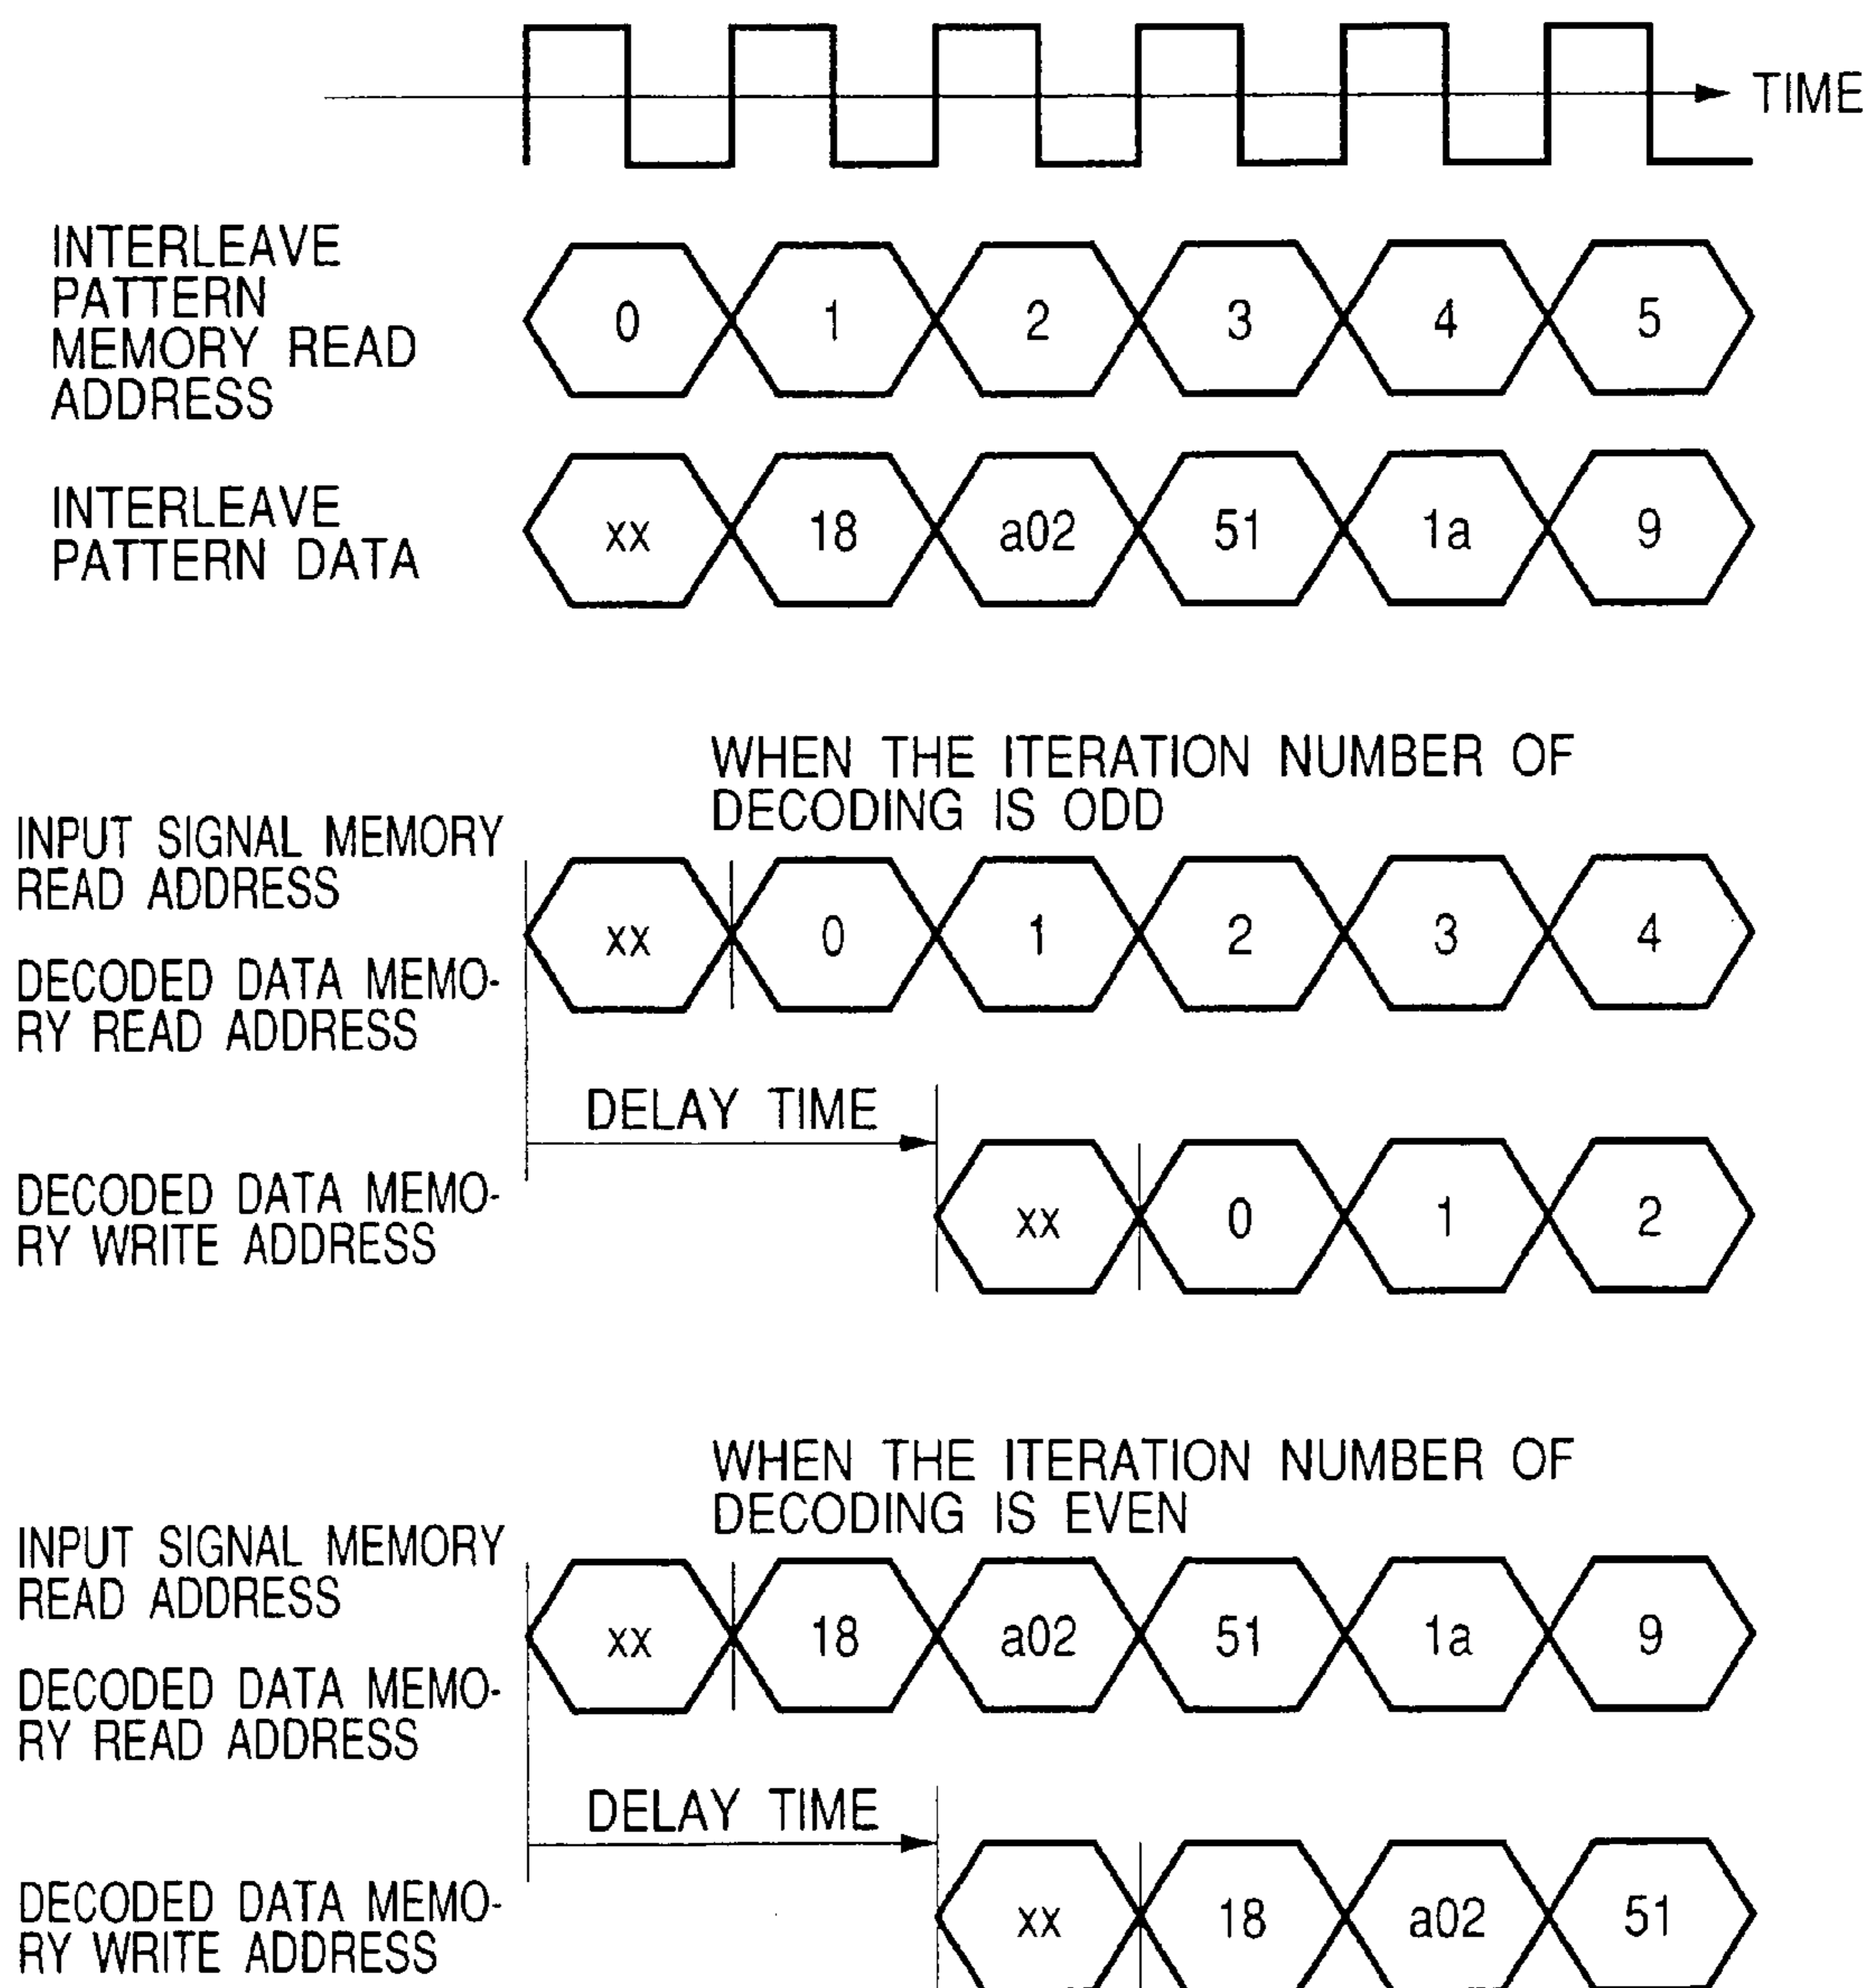 TIME
INTERLEAVE
PATTERN
MEMORY READ
ADDRESS
0 1 2 3 4 5
INTERLEAVE
PATTERN DATA
xx 18 a02 51 1a 9
WHEN THE ITERATION NUMBER OF
DECODING IS ODD
INPUT SIGNAL MEMORY
READ ADDRESS
DECODED DATA MEMO-
RY READ ADDRESS
xx 0 1 2 3 4
DELAY TIME
DECODED DATA MEMO-
RY WRITE ADDRESS
xx 0 1 2
WHEN THE ITERATION NUMBER OF
DECODING IS EVEN
INPUT SIGNAL MEMORY
READ ADDRESS
DECODED DATA MEMO-
RY READ ADDRESS
xx 18 a02 51 1a 9
DELAY TIME
DECODED DATA MEMO-
RY WRITE ADDRESS
xx 18 a02 51